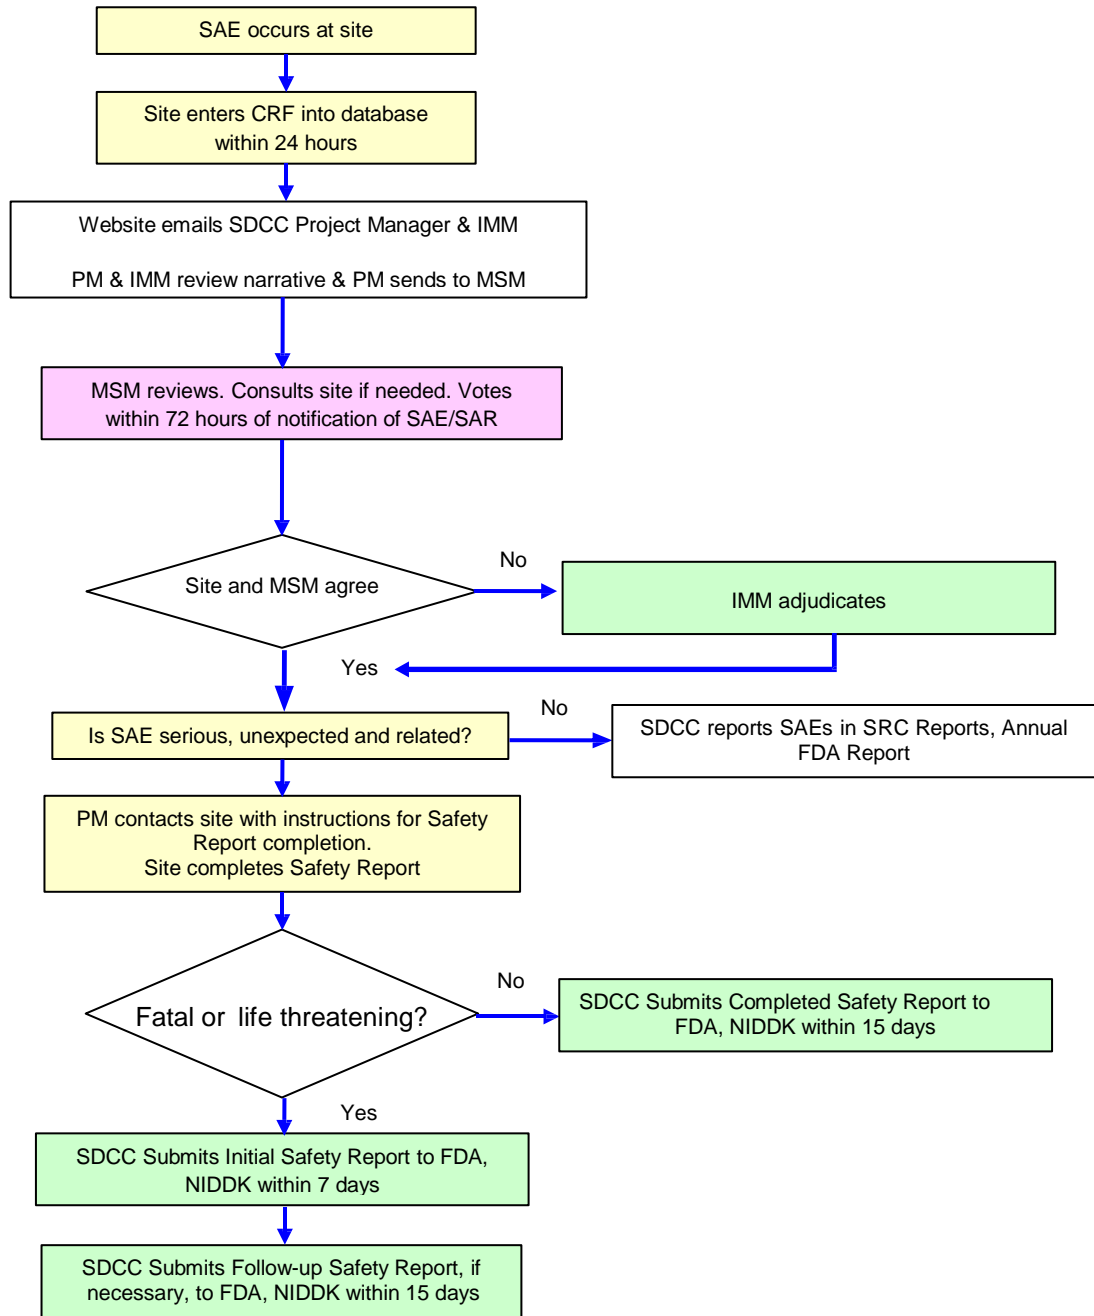 SAE occurs at site
Site enters CRF into database
within 24 hours
Website emails SDCC Project Manager & IMM
PM & IMM review narrative & PM sends to MSM
MSM reviews. Consults site if needed. Votes
within 72 hours of notification of SAE/SAR
Site and MSM agree
No
IMM adjudicates
Yes
Is SAE serious, unexpected and related?
No
SDCC reports SAEs in SRC Reports, Annual
FDA Report
PM contacts site with instructions for Safety
Report completion.
Site completes Safety Report
Fatal or life threatening?
No
SDCC Submits Completed Safety Report to
FDA, NIDDK within 15 days
Yes
SDCC Submits Initial Safety Report to FDA,
NIDDK within 7 days
SDCC Submits Follow-up Safety Report, if
necessary, to FDA, NIDDK within 15 days